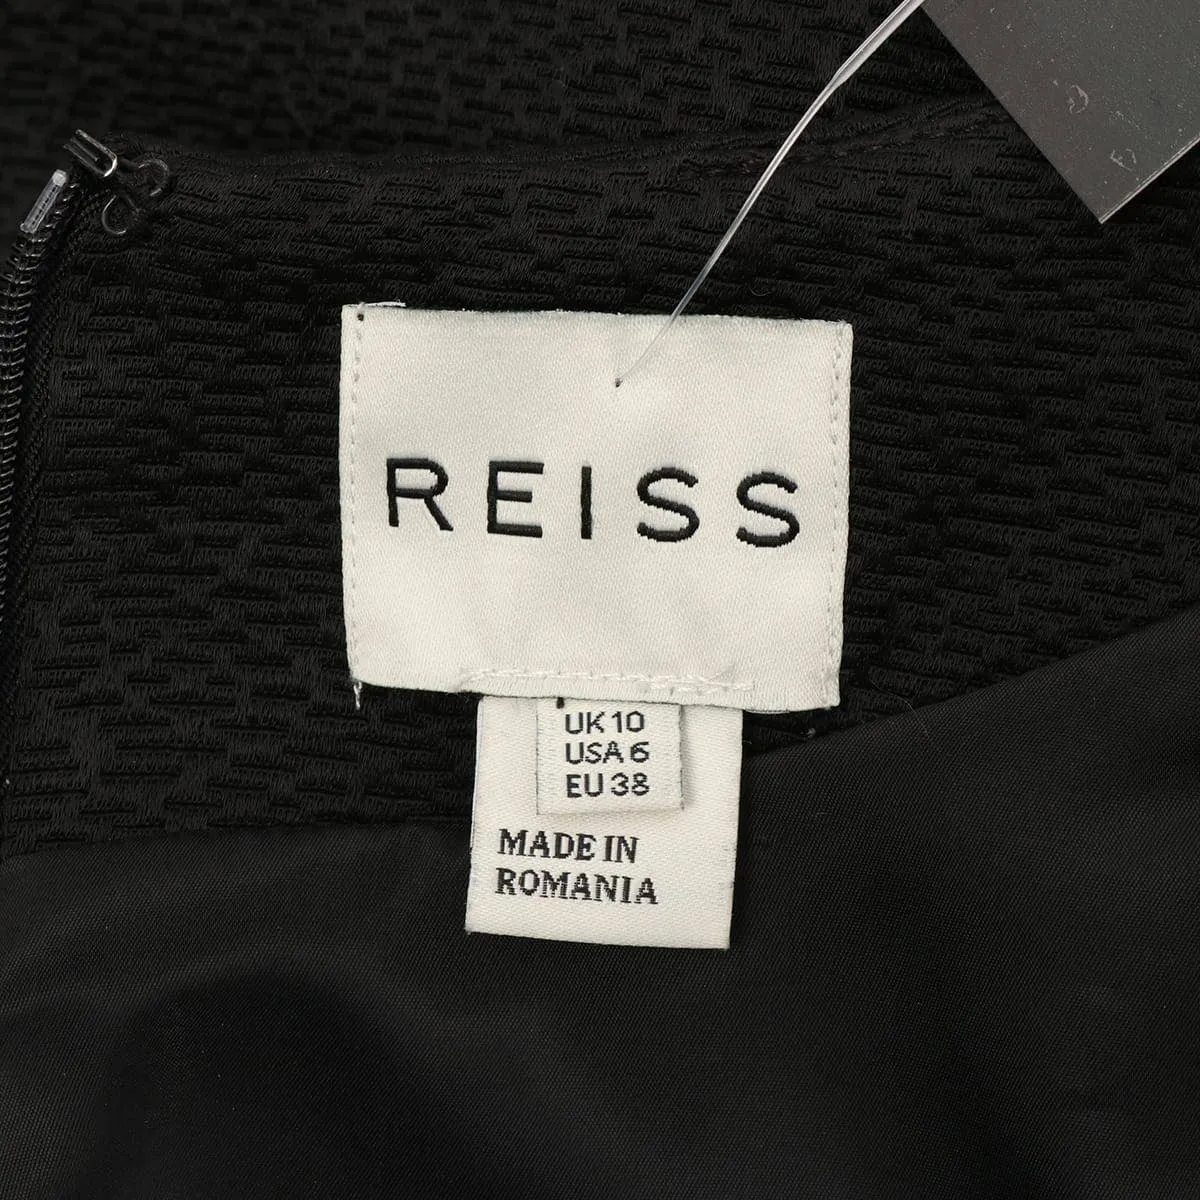 REISS
UK 10
USA 6
EU 38
MADE IN
ROMANIA